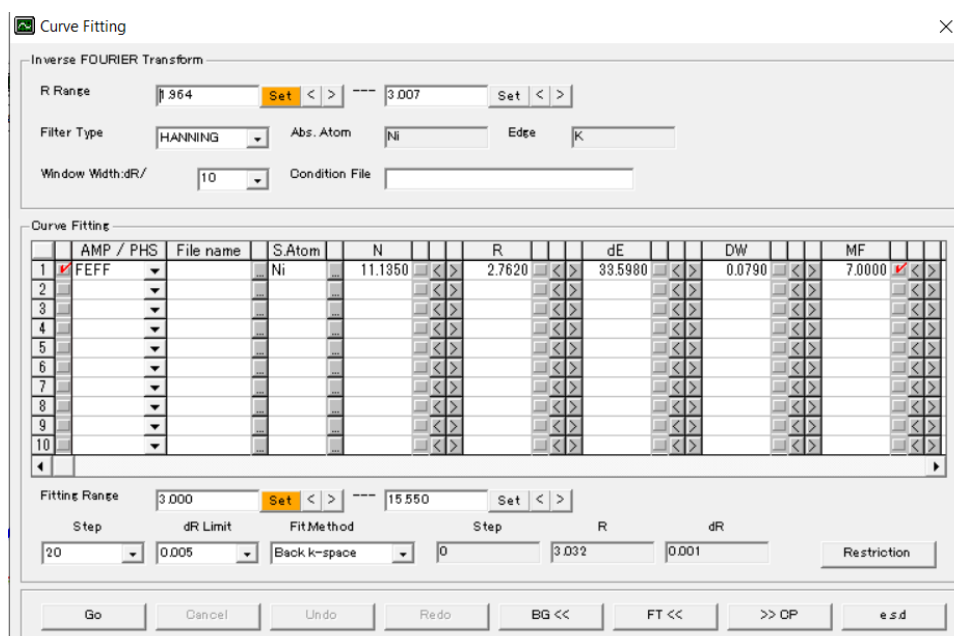 Curve Fitting
Inverse FOURIER Transform
R Range 1.964 Set < > --- 3.007 Set < >
Filter Type HANNING Abs. Atom Ni Edge K
Window Width:dR/ 10 Condition File
Curve Fitting
AMP / PHS File name S.Atom N R dE DW MF
1 FEFF ... Ni ... 11.1350 < > 2.7620 < > 33.5980 < > 0.0790 < > 7.0000 < >
2 ... ... < > < > < > < > < >
3 ... ... < > < > < > < > < >
4 ... ... < > < > < > < > < >
5 ... ... < > < > < > < > < >
6 ... ... < > < > < > < > < >
7 ... ... < > < > < > < > < >
8 ... ... < > < > < > < > < >
9 ... ... < > < > < > < > < >
10 ... ... < > < > < > < > < >
Fitting Range 3.000 Set < > --- 15.550 Set < >
Step dR Limit Fit.Method Step R dR
20 0.005 Back k-space 0 3.032 0.001 Restriction
Go Cancel Undo Redo BG << FT << >> CP e.s.d